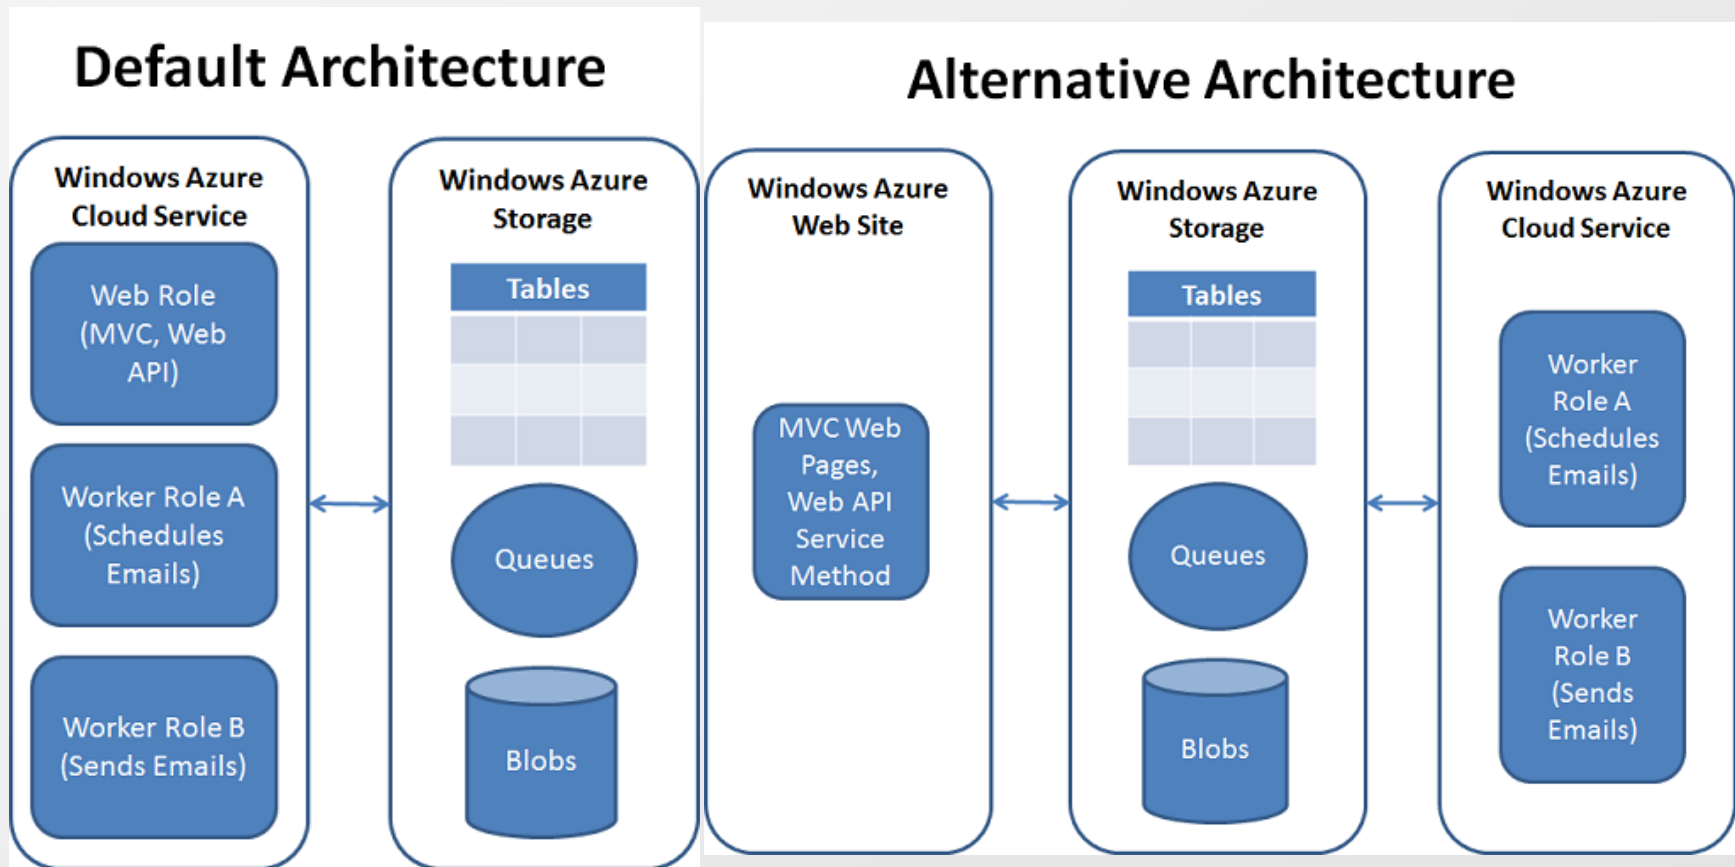 Default Architecture
Windows Azure
Cloud Service
Web Role
(MVC, Web
API)
Worker Role A
(Schedules
Emails)
Worker Role B
(Sends Emails)
Windows Azure
Storage
Tables
Queues
Blobs
Alternative Architecture
Windows Azure
Web Site
MVC Web
Pages,
Web API
Service
Method
Windows Azure
Storage
Tables
Queues
Blobs
Windows Azure
Cloud Service
Worker
Role A
(Schedules
Emails)
Worker
Role B
(Sends
Emails)